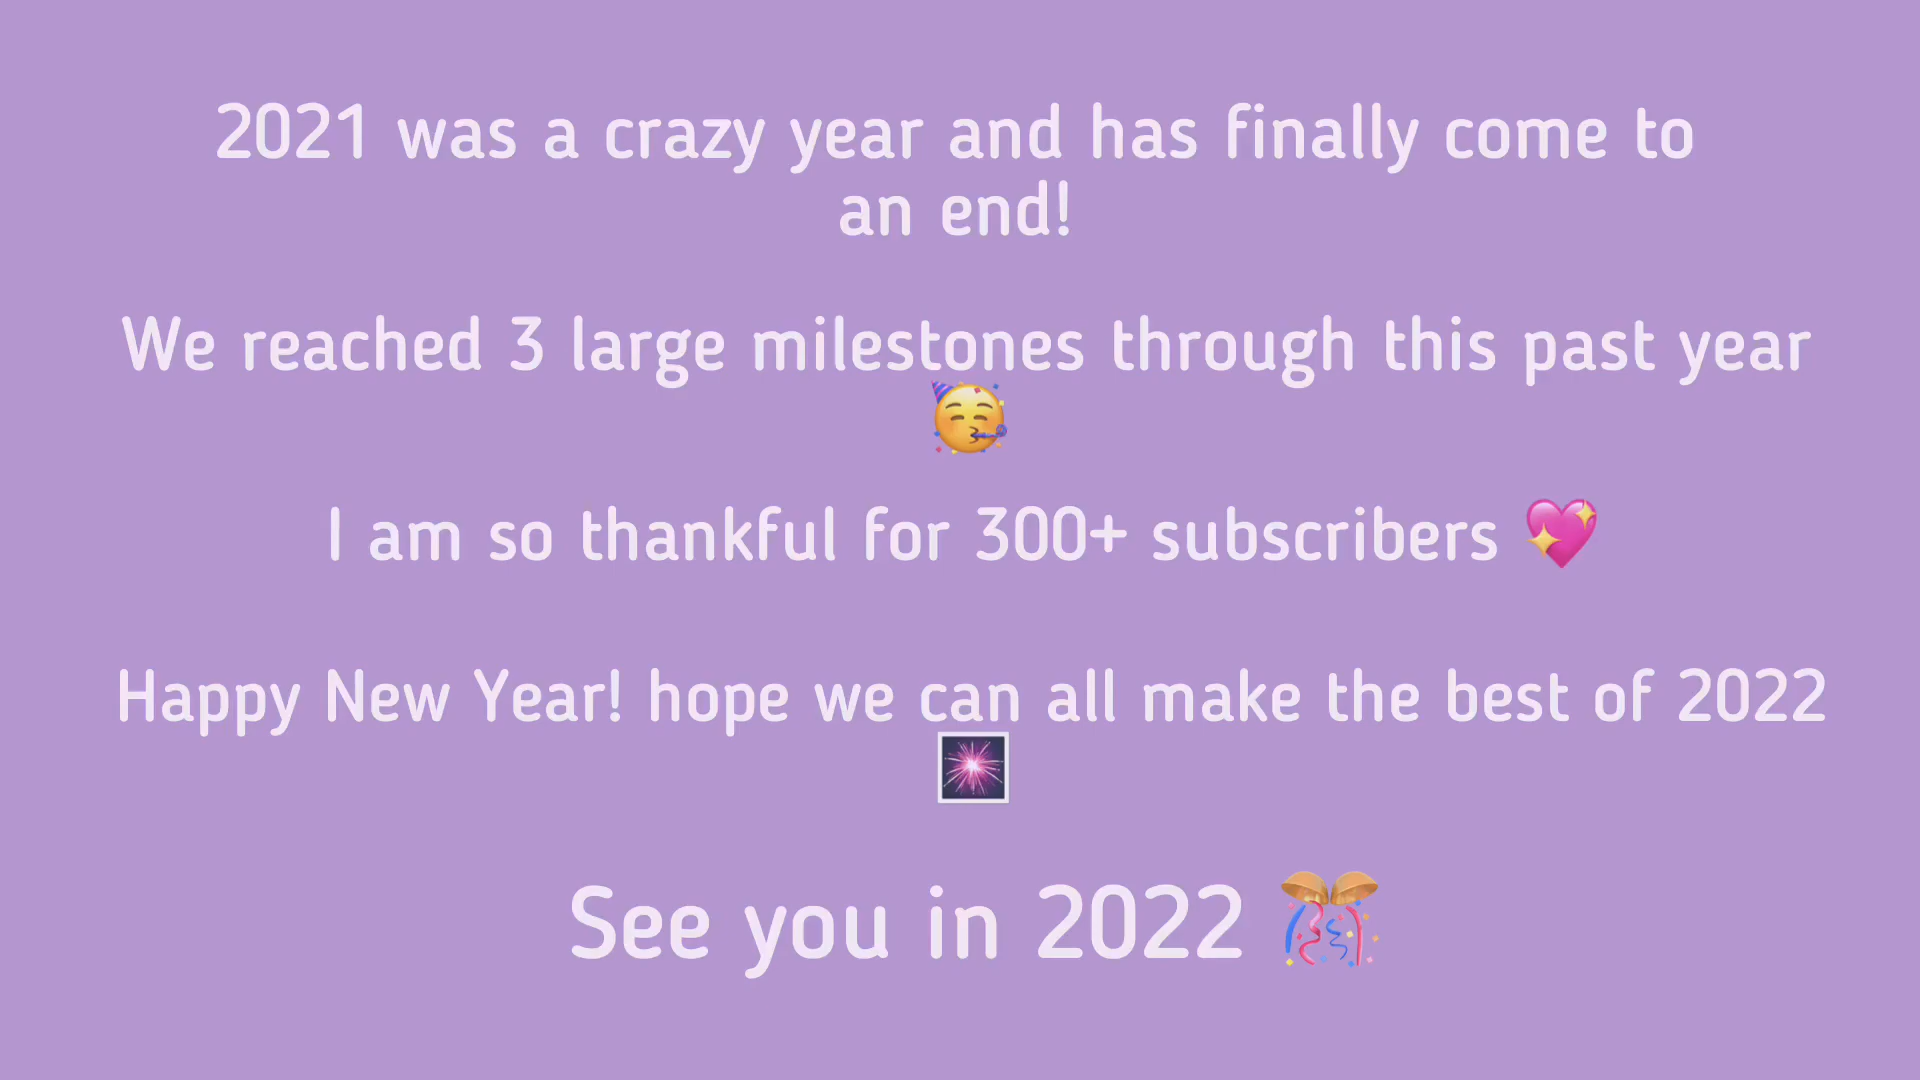 2021 was a crazy year and has finally come to
an end!
We reached 3 large milestones through this past year
🥳
I am so thankful for 300+ subscribers 💖
Happy New Year! hope we can all make the best of 2022
🎆
See you in 2022 🎊